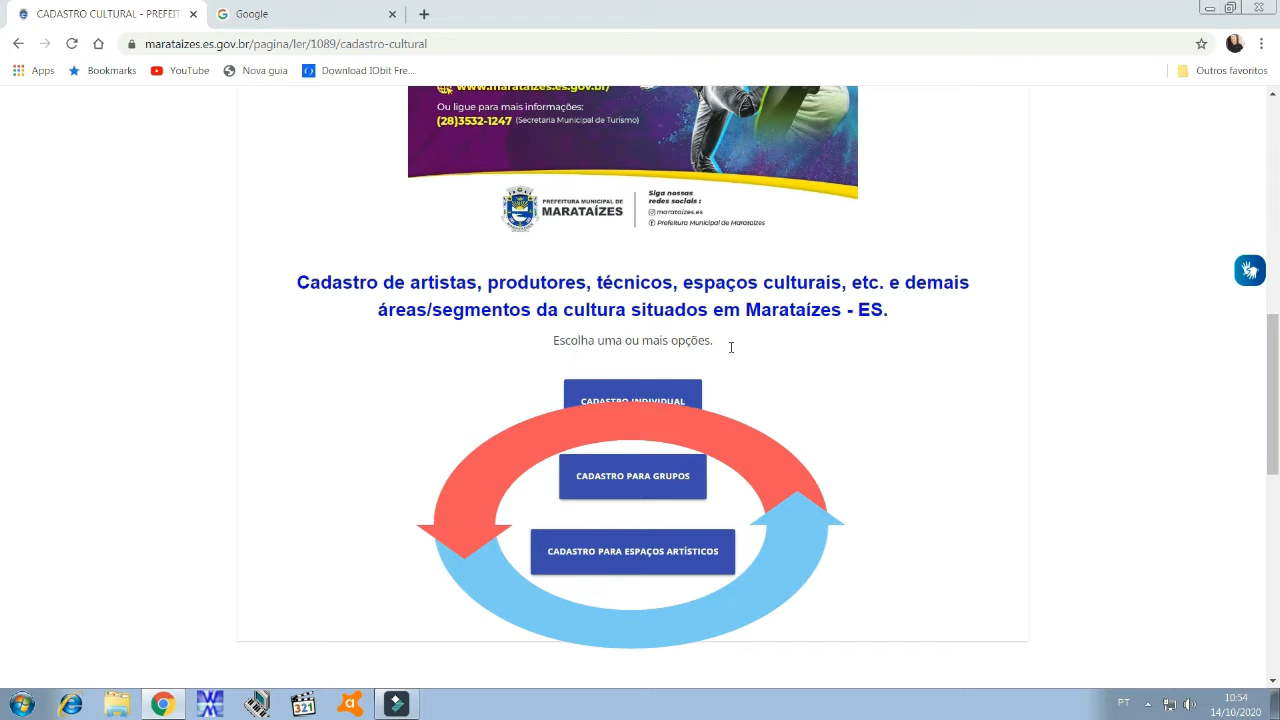 CADASTRO CULTURAL - PREFEIT
Google
marataizes.es.gov.br/pagina/ler/1089/cadastro-cultural
Apps
Bookmarks
YouTube
Nova guia
Download IObit Fre...
Outros favoritos
www.marataizes.es.gov.br)
Ou ligue para mais informações:
(28)3532-1247 (Secretaria Municipal de Turismo)
PREFEITURA MUNICIPAL DE
MARATAÍZES
Siga nossas
redes sociais :
marataizes.es
Prefeitura Municipal de Marataízes
Cadastro de artistas, produtores, técnicos, espaços culturais, etc. e demais
áreas/segmentos da cultura situados em Marataízes - ES.
Escolha uma ou mais opções.
CADASTRO INDIVIDUAL
CADASTRO PARA GRUPOS
CADASTRO PARA ESPAÇOS ARTÍSTICOS
321
PT
10:54
14/10/2020